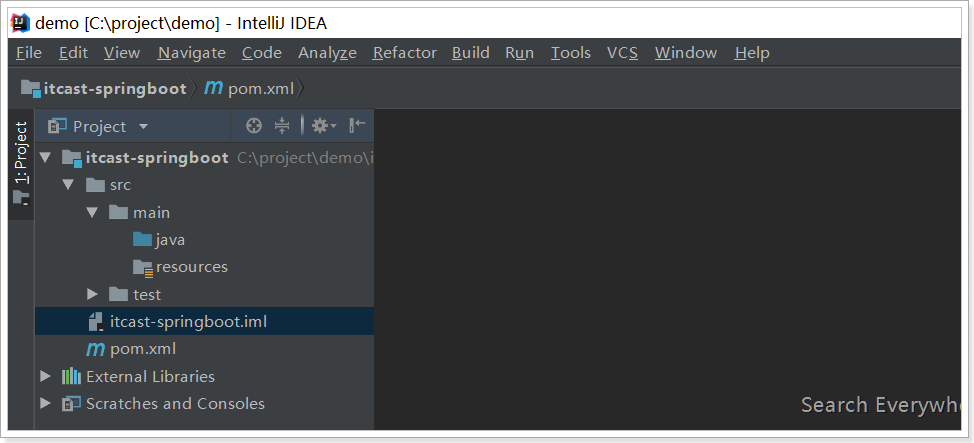 demo [C:\project\demo] - IntelliJ IDEA
File Edit View Navigate Code Analyze Refactor Build Run Tools VCS Window Help
itcast-springboot pom.xml
1: Project
Project
itcast-springboot C:\project\demo\i
src
main
java
resources
test
itcast-springboot.iml
pom.xml
External Libraries
Scratches and Consoles
Search Everywhe